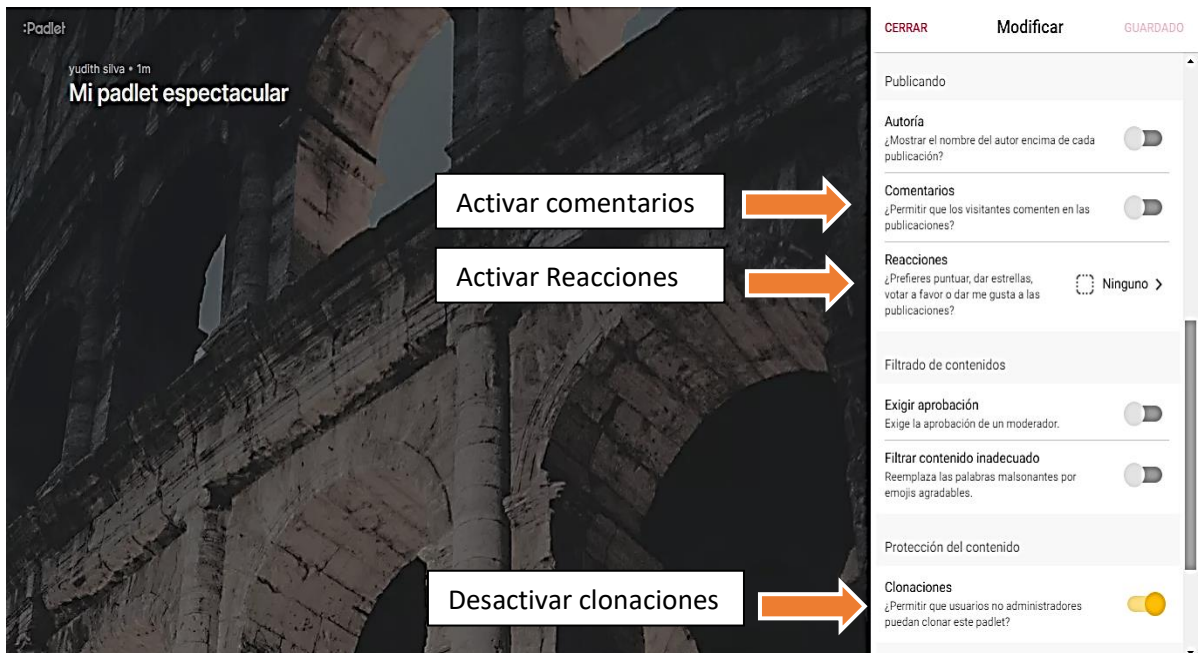 :Padlet
yudith silva • 1m
Mi padlet espectacular
Activar comentarios
Activar Reacciones
Desactivar clonaciones
CERRAR Modificar GUARDADO
Publicando
Autoría
¿Mostrar el nombre del autor encima de cada
publicación?
Comentarios
¿Permitir que los visitantes comenten en las
publicaciones?
Reacciones
¿Prefieres puntuar, dar estrellas,
votar a favor o dar me gusta a las
publicaciones?
Ninguno >
Filtrado de contenidos
Exigir aprobación
Exige la aprobación de un moderador.
Filtrar contenido inadecuado
Reemplaza las palabras malsonantes por
emojis agradables.
Protección del contenido
Clonaciones
¿Permitir que usuarios no administradores
puedan clonar este padlet?